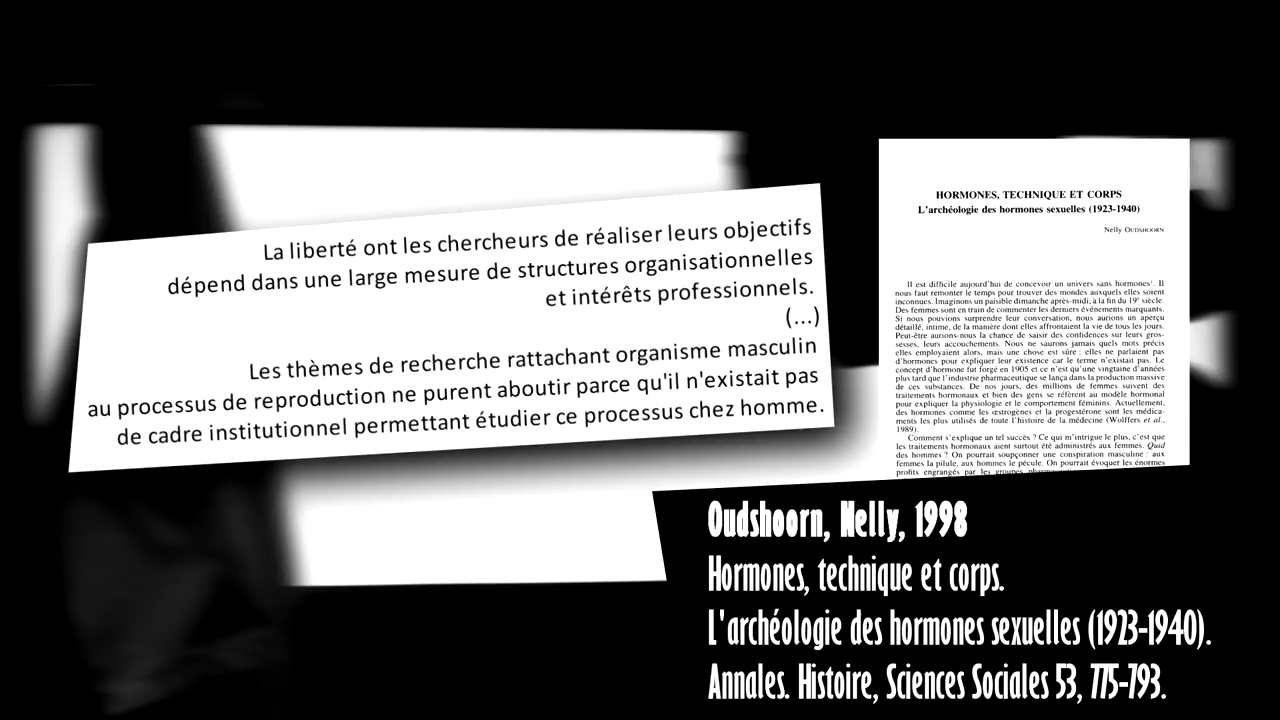 La liberté ont les chercheurs de réaliser leurs objectifs
dépend dans une large mesure de structures organisationnelles
et intérêts professionnels.
(...)
Les thèmes de recherche rattachant organisme masculin
au processus de reproduction ne purent aboutir parce qu'il n'existait pas
de cadre institutionnel permettant étudier ce processus chez homme.
HORMONES, TECHNIQUE ET CORPS
L'archéologie des hormones sexuelles (1923-1940)
Nelly OUDSHOORN
Il est difficile aujourd'hui de concevoir un univers sans hormones¹. Il
nous faut remonter le temps pour trouver des mondes auxquels elles soient
inconnues. Imaginons un paisible dimanche après-midi, à la fin du 19e siècle.
Des femmes sont en train de commenter les derniers événements marquants.
Si nous pouvions surprendre leur conversation, nous aurions un aperçu
détaillé, intime, de la manière dont elles affrontaient la vie de tous les jours.
Peut-être aurions-nous la chance de saisir des confidences sur leurs gros-
sesses, leurs accouchements. Nous ne saurons jamais quels mots précis
elles employaient alors, mais une chose est sûre : elles ne parlaient pas
d'hormones pour expliquer leur existence car le terme n'existait pas. Le
concept d'hormone fut forgé en 1905 et ce n'est qu'une vingtaine d'années
plus tard que l'industrie pharmaceutique se lança dans la production massive
de ces substances. De nos jours, des millions de femmes suivent des
traitements hormonaux et bien des gens se réfèrent au modèle hormonal
pour expliquer la physiologie et le comportement féminins. Actuellement,
des hormones comme les œstrogènes et la progestérone sont les médica-
ments les plus utilisés de toute l'histoire de la médecine (Wolffers et al.,
1989).
Comment s'explique un tel succès ? Ce qui m'intrigue le plus, c'est que
les traitements hormonaux aient surtout été administrés aux femmes. Quid
des hommes ? On pourrait soupçonner une conspiration masculine : aux
femmes la pilule, aux hommes le pécule. On pourrait évoquer les énormes
profits engrangés par les groupes
Oudshoorn, Nelly, 1998
Hormones, technique et corps.
L'archéologie des hormones sexuelles (1923-1940).
Annales. Histoire, Sciences Sociales 53, 775-793.